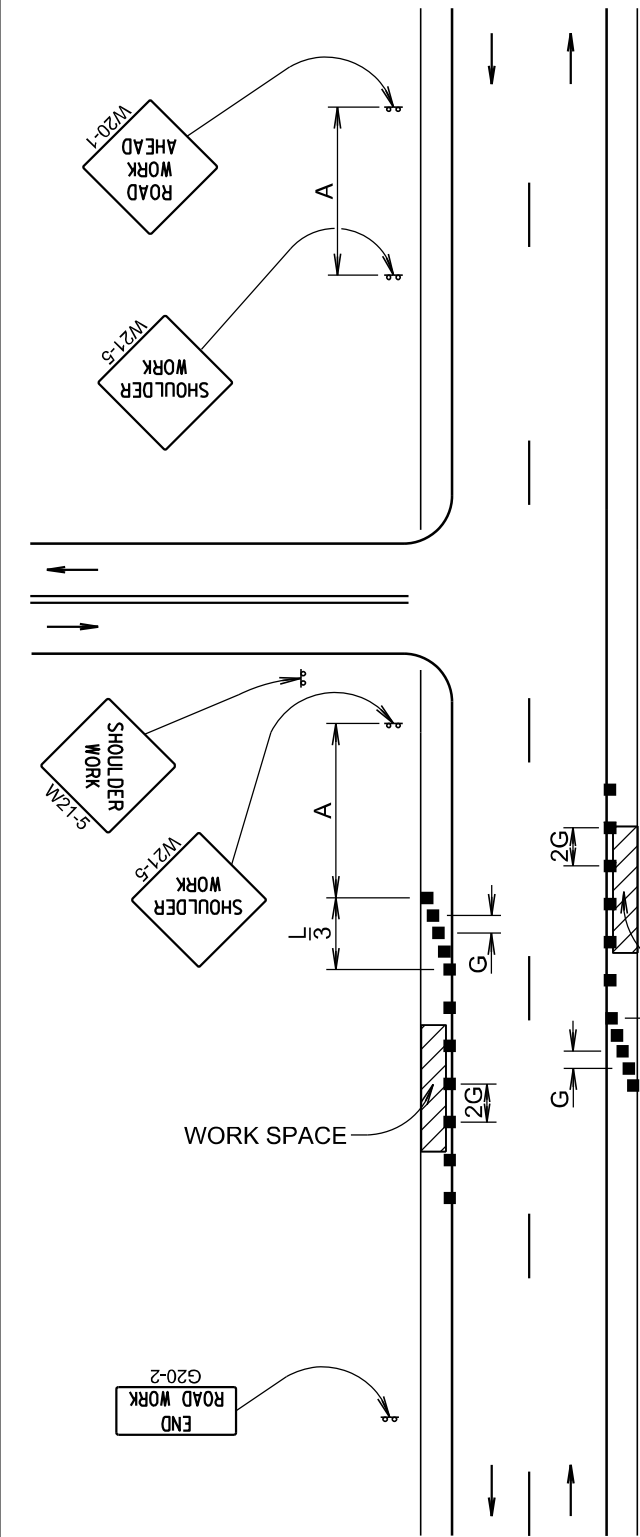 W20-1
ROAD
WORK
AHEAD
A
W21-5
SHOULDER
WORK
SHOULDER
WORK
W21-5
W21-5
SHOULDER
WORK
A
L
3
G
2G
2G
G
WORK SPACE
G20-2
END
ROAD WORK